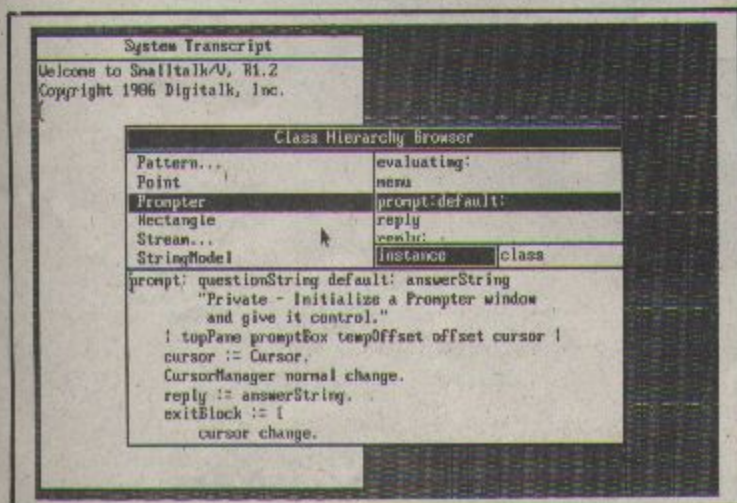 System Transcript
Welcome to Smalltalk/V, R1.2
Copyright 1986 Digitalk, Inc.
Class Hierarchy Browser
Pattern...
Point
Prompter
Rectangle
Stream...
StringModel
evaluating:
menu
prompt:default:
reply
reply:
instance class
prompt: questionString default: answerString
"Private - Initialize a Prompter window
and give it control."
| topPane promptBox tempOffset offset cursor |
cursor := Cursor.
CursorManager normal change.
reply := answerString.
exitBlock := [
cursor change.